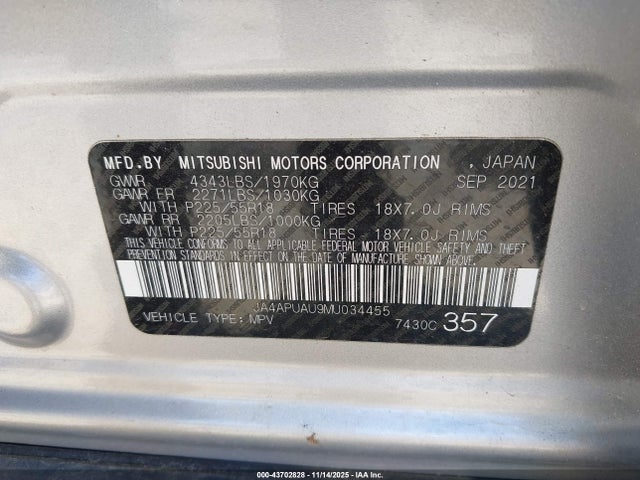 MFD.BY MITSUBISHI MOTORS CORPORATION , JAPAN
GVWR 4343LBS/1970KG SEP 2021
GAWR FR 2271LBS/1030KG
WITH P225/55R18 TIRES 18X7.0J RIMS
GAWR RR 2205LBS/1000KG
WITH P225/55R18 TIRES 18X7.0J RIMS
THIS VEHICLE CONFORMS TO ALL APPLICABLE FEDERAL MOTOR VEHICLE SAFETY AND THEFT
PREVENTION STANDARDS IN EFFECT ON THE DATE OF MANUFACTURE SHOWN ABOVE.
JA4APUAU9MU034455
VEHICLE TYPE: MPV 7430C 357
000-43702828 - 11/14/2025 - IAA Inc.